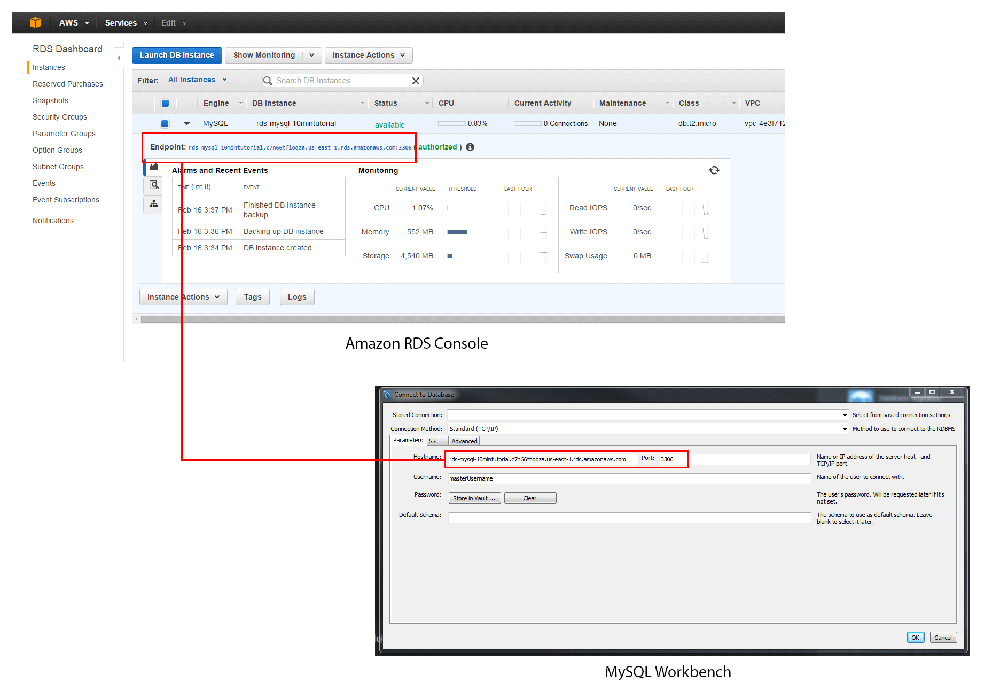 AWS Services Edit
RDS Dashboard
Instances
Reserved Purchases
Snapshots
Security Groups
Parameter Groups
Option Groups
Subnet Groups
Events
Event Subscriptions
Notifications
Launch DB Instance Show Monitoring Instance Actions
Filter: All Instances Search DB Instances...
Engine DB Instance Status CPU Current Activity Maintenance Class VPC
MySQL rds-mysql-10mintutorial available 0.83% 0 Connections None db.t2.micro vpc-4e3f712
Endpoint: rds-mysql-10mintutorial.c7n66tfloqza.us-east-1.rds.amazonaws.com:3306 ( authorized )
Alarms and Recent Events
TIME (UTC-8) EVENT
Feb 16 3:37 PM Finished DB Instance
backup
Feb 16 3:36 PM Backing up DB instance
Feb 16 3:34 PM DB instance created
Monitoring
CURRENT VALUE THRESHOLD LAST HOUR CURRENT VALUE LAST HOUR
CPU 1.07% Read IOPS 0/sec
Memory 552 MB Write IOPS 0/sec
Storage 4,540 MB Swap Usage 0 MB
Instance Actions Tags Logs
Amazon RDS Console
Connect to Database
Stored Connection: Select from saved connection settings
Connection Method: Standard (TCP/IP) Method to use to connect to the RDBMS
Parameters SSL Advanced
Hostname: rds-mysql-10mintutorial.c7n66tfloqza.us-east-1.rds.amazonaws.com Port: 3306 Name or IP address of the server host - and
TCP/IP port.
Username: masterUsername Name of the user to connect with.
Password: Store in Vault ... Clear The user's password. Will be requested later if it's
not set.
Default Schema: The schema to use as default schema. Leave
blank to select it later.
OK Cancel
MySQL Workbench